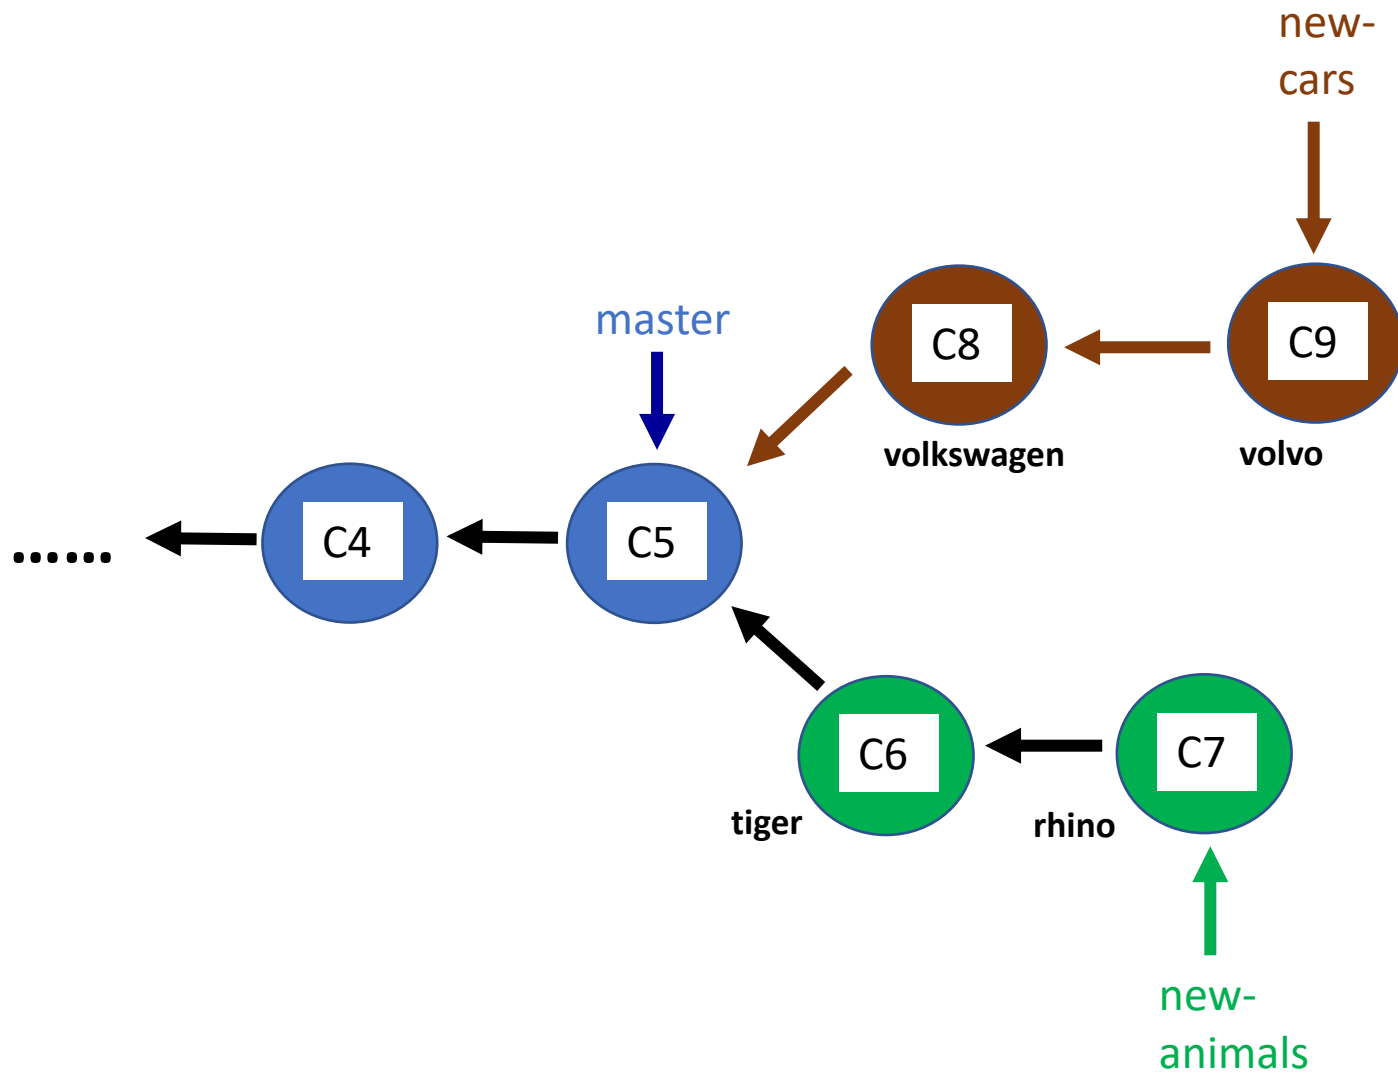 new-
cars
master
C8
C9
volkswagen
volvo
......
C4
C5
C6
C7
tiger
rhino
new-
animals